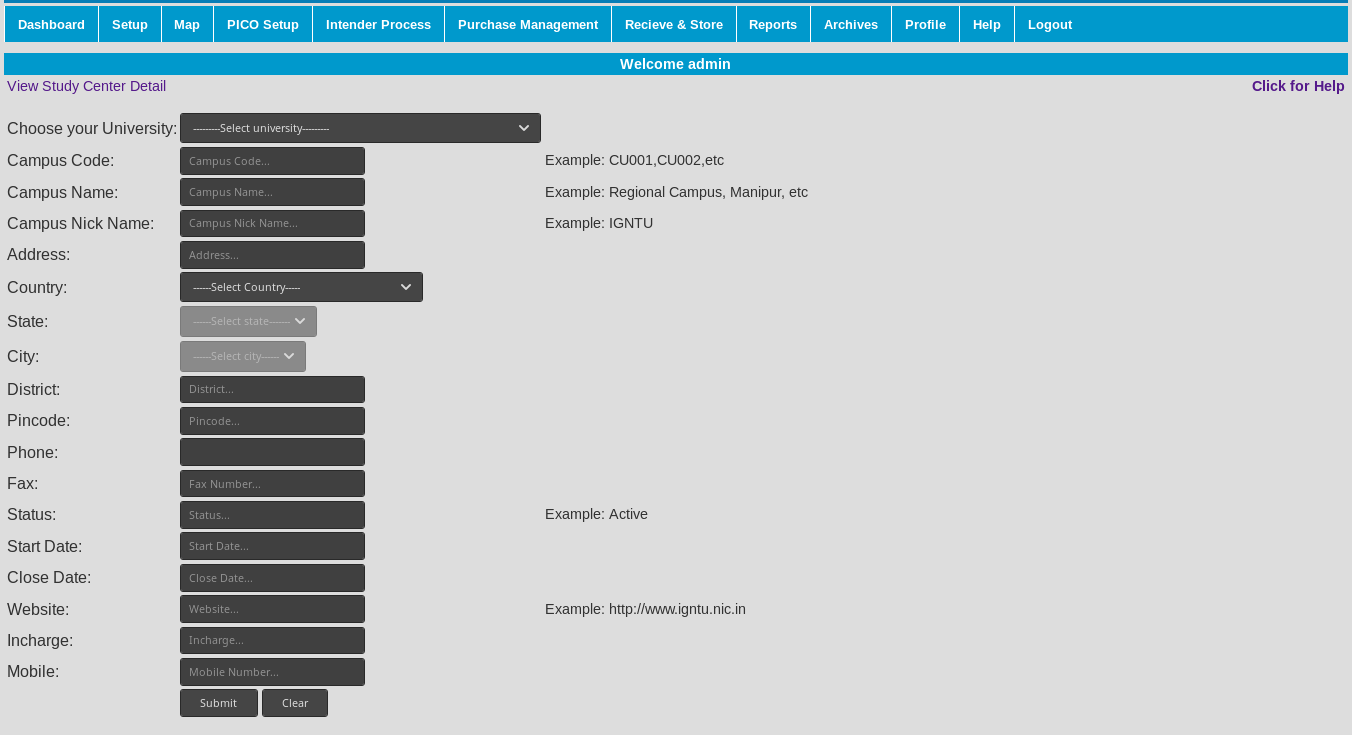 Dashboard Setup Map PICO Setup Intender Process Purchase Management Recieve & Store Reports Archives Profile Help Logout
Welcome admin
View Study Center Detail Click for Help
Choose your University: ---------Select university---------
Campus Code: Campus Code... Example: CU001,CU002,etc
Campus Name: Campus Name... Example: Regional Campus, Manipur, etc
Campus Nick Name: Campus Nick Name... Example: IGNTU
Address: Address...
Country: ------Select Country-----
State: ------Select state-------
City: ------Select city------
District: District...
Pincode: Pincode...
Phone:
Fax: Fax Number...
Status: Status... Example: Active
Start Date: Start Date...
Close Date: Close Date...
Website: Website... Example: http://www.igntu.nic.in
Incharge: Incharge...
Mobile: Mobile Number...
Submit Clear